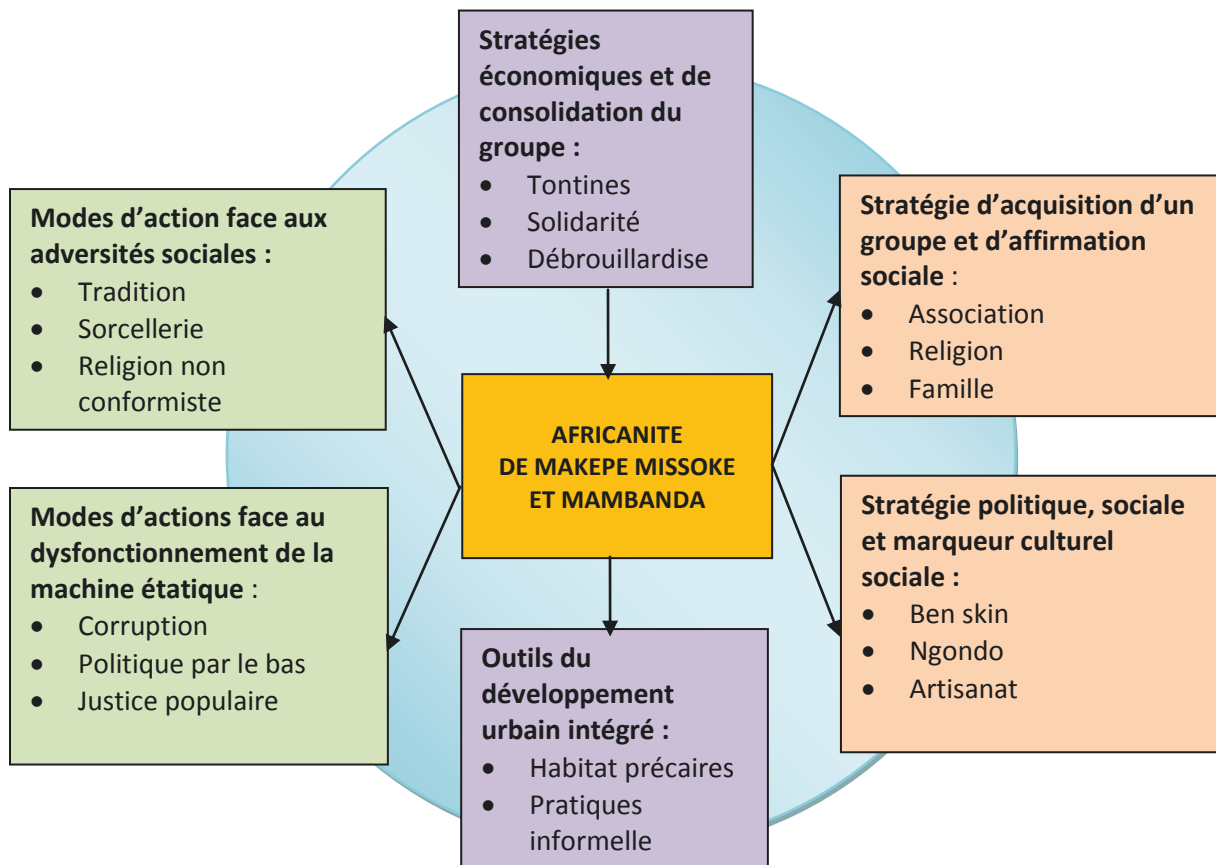 Stratégies
économiques et de
consolidation du
groupe :
• Tontines
• Solidarité
• Débrouillardise
Modes d’action face aux
adversités sociales :
• Tradition
• Sorcellerie
• Religion non
conformiste
Stratégie d’acquisition d’un
groupe et d’affirmation
sociale :
• Association
• Religion
• Famille
AFRICANITE
DE MAKEPE MISSOKE
ET MAMBANDA
Modes d’actions face au
dysfonctionnement de la
machine étatique :
• Corruption
• Politique par le bas
• Justice populaire
Stratégie politique, sociale
et marqueur culturel
sociale :
• Ben skin
• Ngondo
• Artisanat
Outils du
développement
urbain intégré :
• Habitat précaires
• Pratiques
informelle